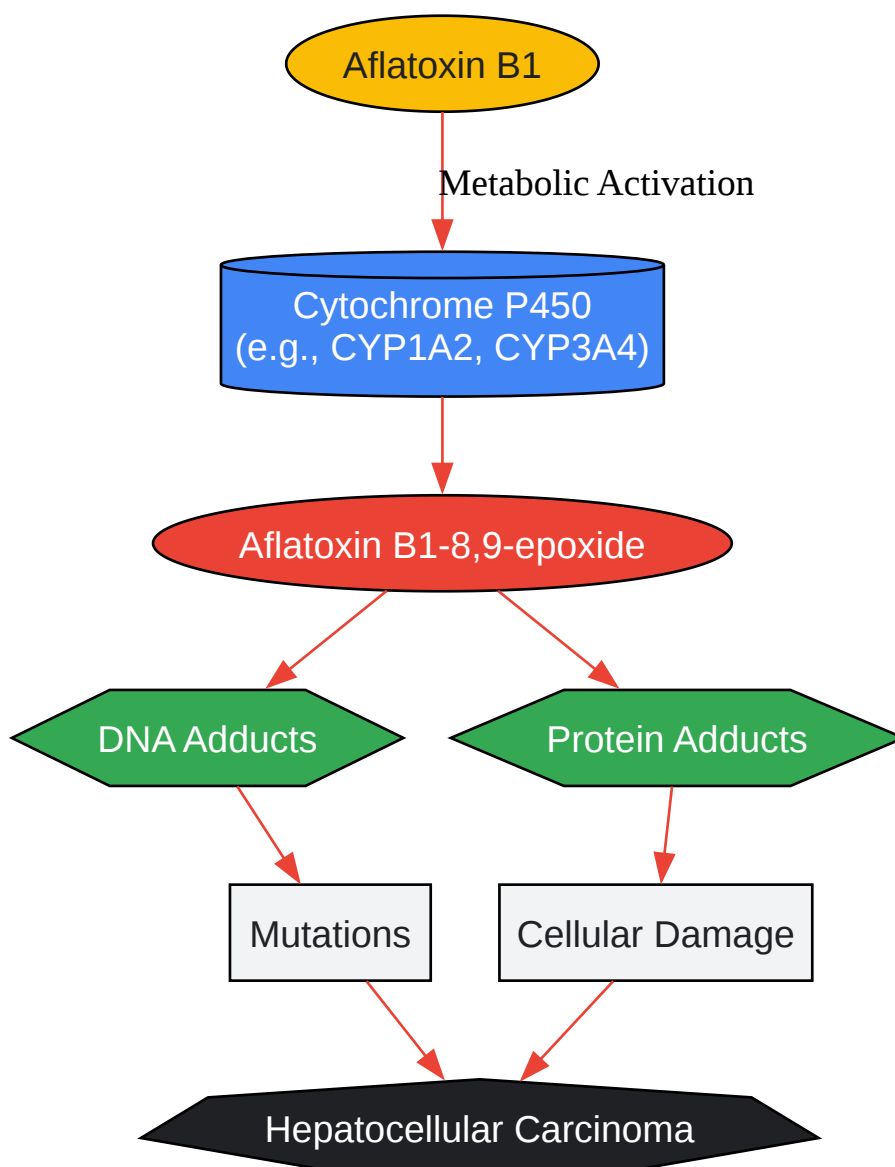 Aflatoxin B1
Metabolic Activation
Cytochrome P450
(e.g., CYP1A2, CYP3A4)
Aflatoxin B1-8,9-epoxide
DNA Adducts
Protein Adducts
Mutations
Cellular Damage
Hepatocellular Carcinoma